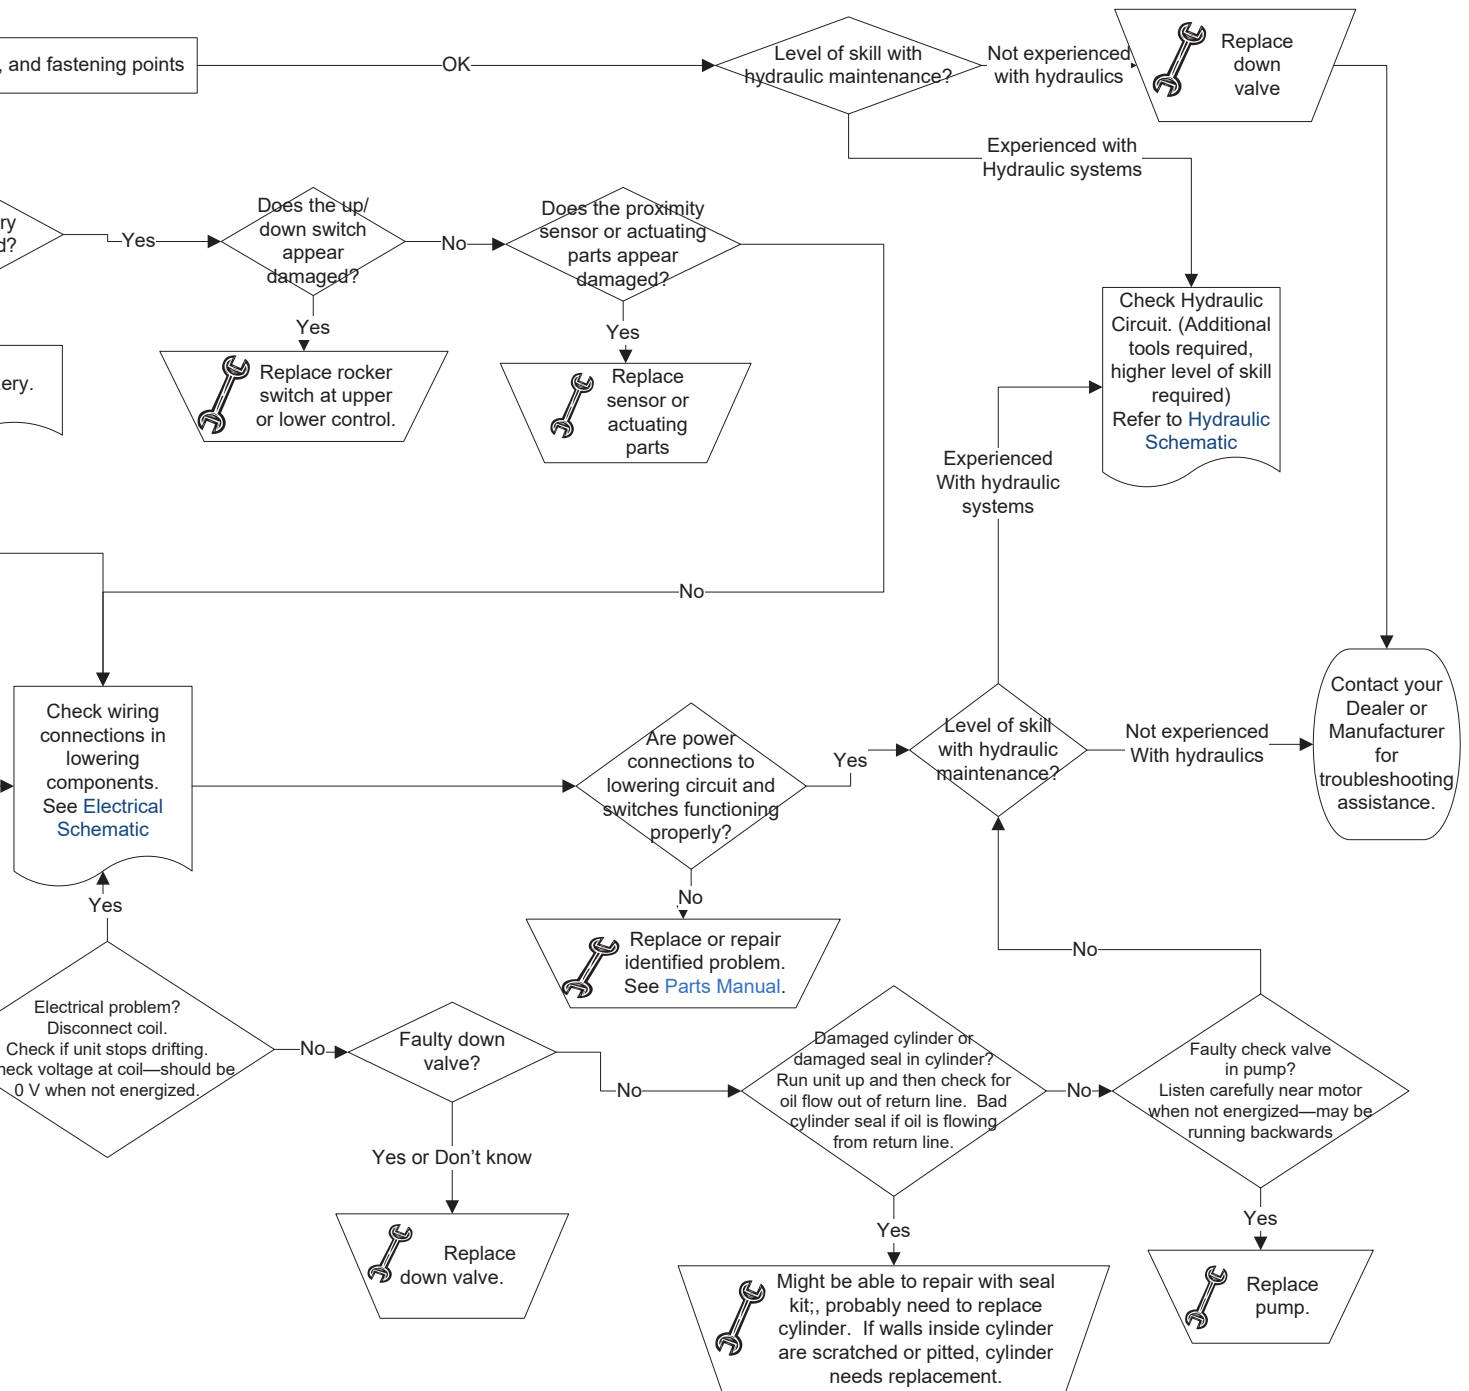 , and fastening points
OK
Level of skill with
hydraulic maintenance?
Not experienced
with hydraulics
Replace
down
valve
Experienced with
Hydraulic systems
ry
d?
Yes
Does the up/
down switch
appear
damaged?
No
Does the proximity
sensor or actuating
parts appear
damaged?
Yes
Replace rocker
switch at upper
or lower control.
Yes
Replace
sensor or
actuating
parts
ery.
Check Hydraulic
Circuit. (Additional
tools required,
higher level of skill
required)
Refer to Hydraulic
Schematic
Experienced
With hydraulic
systems
No
Check wiring
connections in
lowering
components.
See Electrical
Schematic
Are power
connections to
lowering circuit and
switches functioning
properly?
Yes
Level of skill
with hydraulic
maintenance?
Not experienced
With hydraulics
Contact your
Dealer or
Manufacturer
for
troubleshooting
assistance.
Yes
No
Replace or repair
identified problem.
See Parts Manual.
No
Electrical problem?
Disconnect coil.
Check if unit stops drifting.
heck voltage at coil—should be
0 V when not energized.
No
Faulty down
valve?
No
Damaged cylinder or
damaged seal in cylinder?
Run unit up and then check for
oil flow out of return line.  Bad
cylinder seal if oil is flowing
from return line.
No
Faulty check valve
in pump?
Listen carefully near motor
when not energized—may be
running backwards
Yes or Don’t know
Replace
down valve.
Yes
Might be able to repair with seal
kit;, probably need to replace
cylinder.  If walls inside cylinder
are scratched or pitted, cylinder
needs replacement.
Yes
Replace
pump.